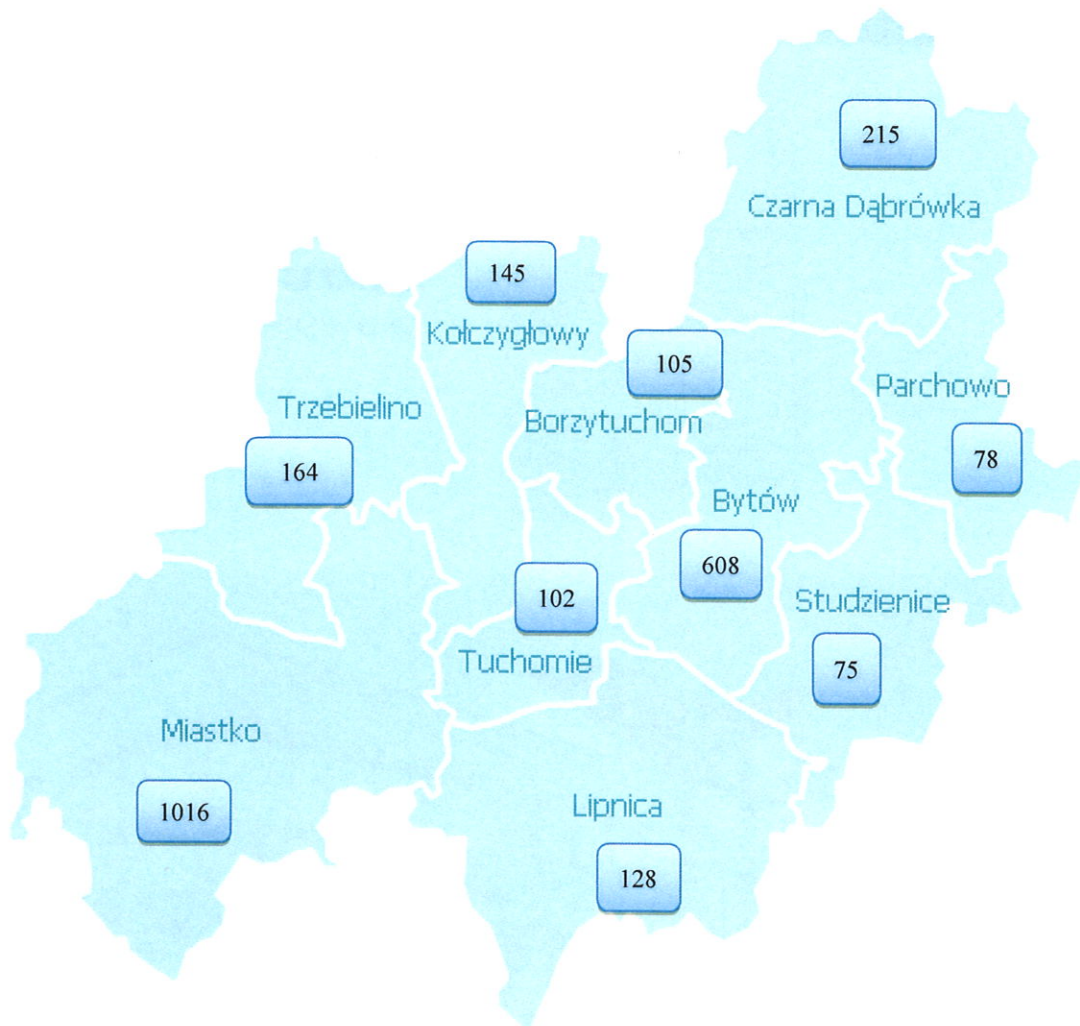 215
Czarna Dąbrówka
145
Kołczygłowy
105
Borzytuchom
Parchowo
78
Trzebielino
164
Bytów
608
102
Tuchomie
Studzienice
75
Miastko
1016
Lipnica
128